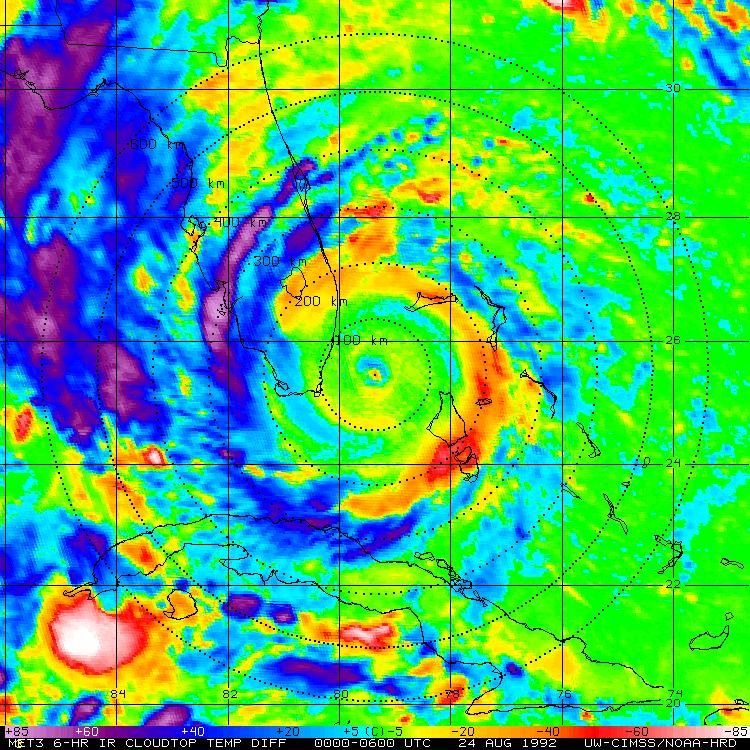 30
600 km
500 km
28
400 km
300 km
200 km
26
100 km
24
22
84 82 80 78 76 74
20
+85 +60 +40 +20 +5 (C) -5 -20 -40 -60 -85
MET3 6-HR IR CLOUDTOP TEMP DIFF 0000-0600 UTC 24 AUG 1992 UW-CIMSS/NOAA-HRD